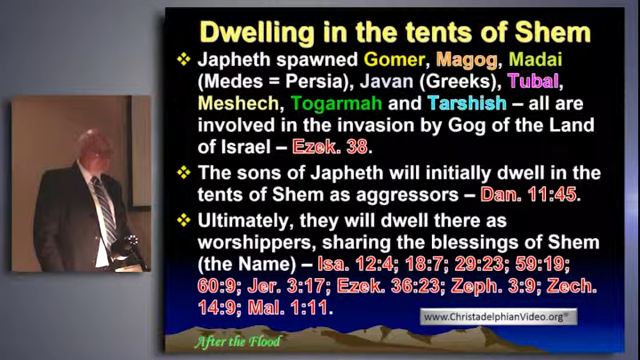 Dwelling in the tents of Shem
❖ Japheth spawned Gomer, Magog, Madai
(Medes = Persia), Javan (Greeks), Tubal,
Meshech, Togarmah and Tarshish – all are
involved in the invasion by Gog of the Land
of Israel – Ezek. 38.
❖ The sons of Japheth will initially dwell in the
tents of Shem as aggressors – Dan. 11:45.
❖ Ultimately, they will dwell there as
worshippers, sharing the blessings of Shem
(the Name) – Isa. 12:4; 18:7; 29:23; 59:19;
60:9; Jer. 3:17; Ezek. 36:23; Zeph. 3:9; Zech.
14:9; Mal. 1:11.
www.ChristadelphianVideo.org®
After the Flood